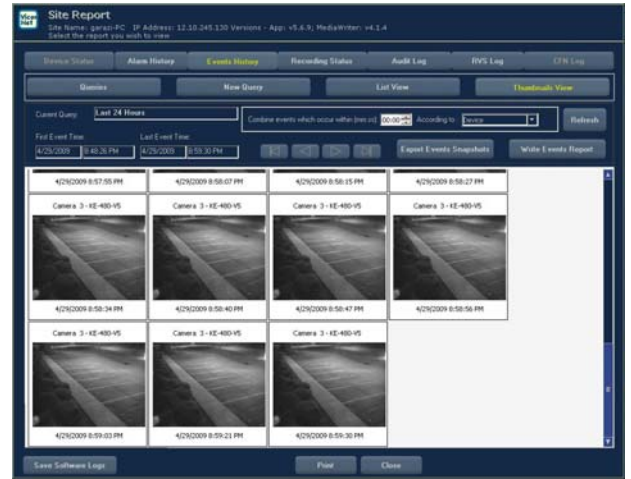 Vicon Net
Site Report
Site Name: garazi-PC IP Address: 12.10.245.130 Versions - App: v5.6.9; MediaWriter: v4.1.4
Select the report you wish to view
Device Status Alarm History Events History Recording Status Audit Log RVS Log CFN Log
Queries New Query List View Thumbnails View
Current Query: Last 24 Hours Combine events which occur within (mm:ss): 00:00 According to Device Refresh
First Event Time: Last Event Time:
4/29/2009 8:48:26 PM 4/29/2009 8:59:30 PM Export Events Snapshots Write Events Report
4/29/2009 8:57:55 PM 4/29/2009 8:58:07 PM 4/29/2009 8:58:15 PM 4/29/2009 8:58:27 PM
Camera 3 - KE-480-V5 Camera 3 - KE-480-V5 Camera 3 - KE-480-V5 Camera 3 - KE-480-V5
4/29/2009 8:58:34 PM 4/29/2009 8:58:40 PM 4/29/2009 8:58:47 PM 4/29/2009 8:58:56 PM
Camera 3 - KE-480-V5 Camera 3 - KE-480-V5 Camera 3 - KE-480-V5
4/29/2009 8:59:03 PM 4/29/2009 8:59:21 PM 4/29/2009 8:59:30 PM
Save Software Logs Print Close